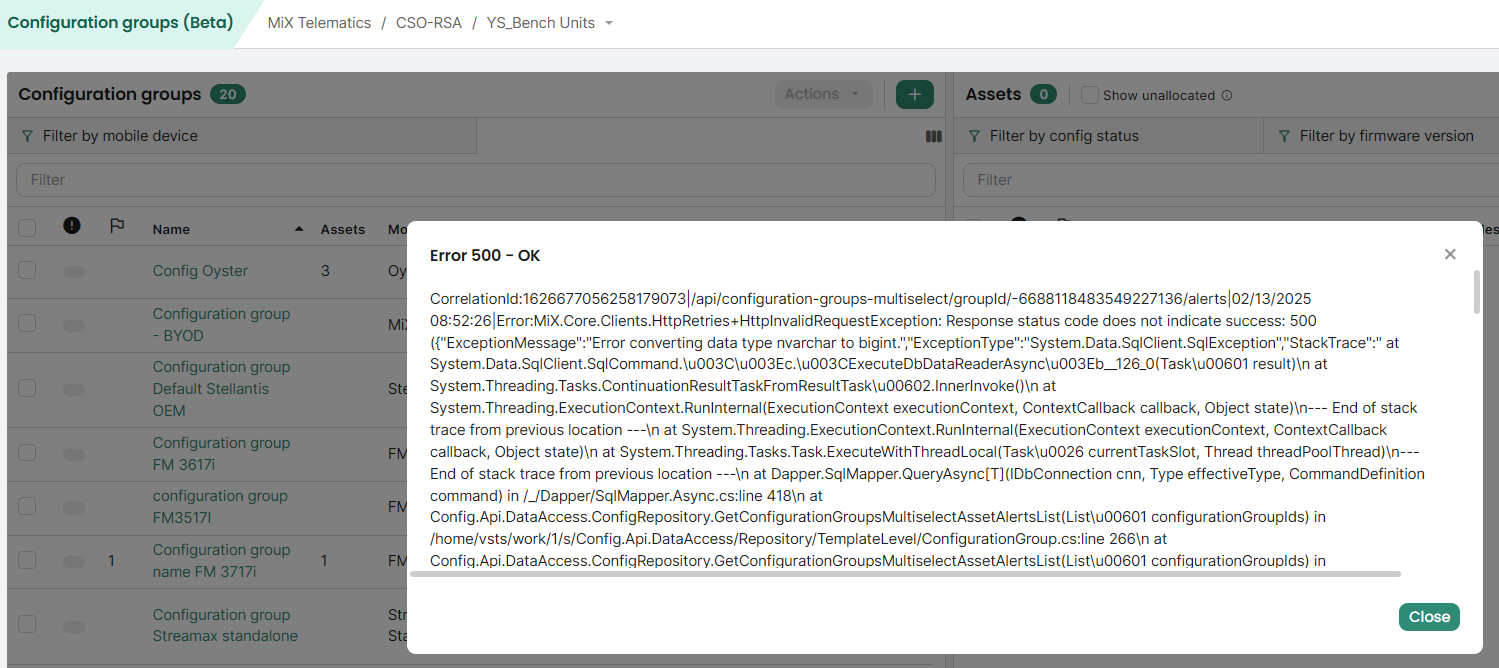 Configuration groups (Beta)
MiX Telematics / CSO-RSA / YS_Bench Units
Configuration groups 20
Actions
+
Assets 0
Show unallocated
Filter by mobile device
Filter by config status
Filter by firmware version
Filter
Filter
Name
Assets
Config Oyster
3
Configuration group
- BYOD
Configuration group
Default Stellantis
OEM
Configuration group
FM 3617i
FM
configuration group
FM3517I
FM
1
Configuration group
name FM 3717i
1
FM
Configuration group
Streamax standalone
Error 500 - OK
CorrelationId:1626677056258179073|/api/configuration-groups-multiselect/groupId/-6688118483549227136/alerts|02/13/2025
08:52:26|Error:MiX.Core.Clients.HttpRetries+HttpInvalidRequestException: Response status code does not indicate success: 500
({"ExceptionMessage":"Error converting data type nvarchar to bigint.","ExceptionType":"System.Data.SqlClient.SqlException","StackTrace":" at
System.Data.SqlClient.SqlCommand.\u003C\u003Ec.\u003CExecuteDbDataReaderAsync\u003Eb__126_0(Task\u00601 result)\n at
System.Threading.Tasks.ContinuationResultTaskFromResultTask\u00602.InnerInvoke()\n at
System.Threading.ExecutionContext.RunInternal(ExecutionContext executionContext, ContextCallback callback, Object state)\n--- End of stack
trace from previous location ---\n at System.Threading.ExecutionContext.RunInternal(ExecutionContext executionContext, ContextCallback
callback, Object state)\n at System.Threading.Tasks.Task.ExecuteWithThreadLocal(Task\u0026 currentTaskSlot, Thread threadPoolThread)\n---
End of stack trace from previous location ---\n at Dapper.SqlMapper.QueryAsync[T](IDbConnection cnn, Type effectiveType, CommandDefinition
command) in /_/Dapper/SqlMapper.Async.cs:line 418\n at
Config.Api.DataAccess.ConfigRepository.GetConfigurationGroupsMultiselectAssetAlertsList(List\u00601 configurationGroupIds) in
/home/vsts/work/1/s/Config.Api.DataAccess/Repository/TemplateLevel/ConfigurationGroup.cs:line 266\n at
Config.Api.DataAccess.ConfigRepository.GetConfigurationGroupsMultiselectAssetAlertsList(List\u00601 configurationGroupIds) in
Close